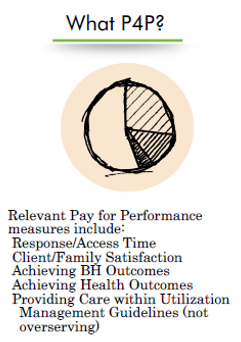 What P4P?
Relevant Pay for Performance
measures include:
Response/Access Time
Client/Family Satisfaction
Achieving BH Outcomes
Achieving Health Outcomes
Providing Care within Utilization
Management Guidelines (not
overserving)